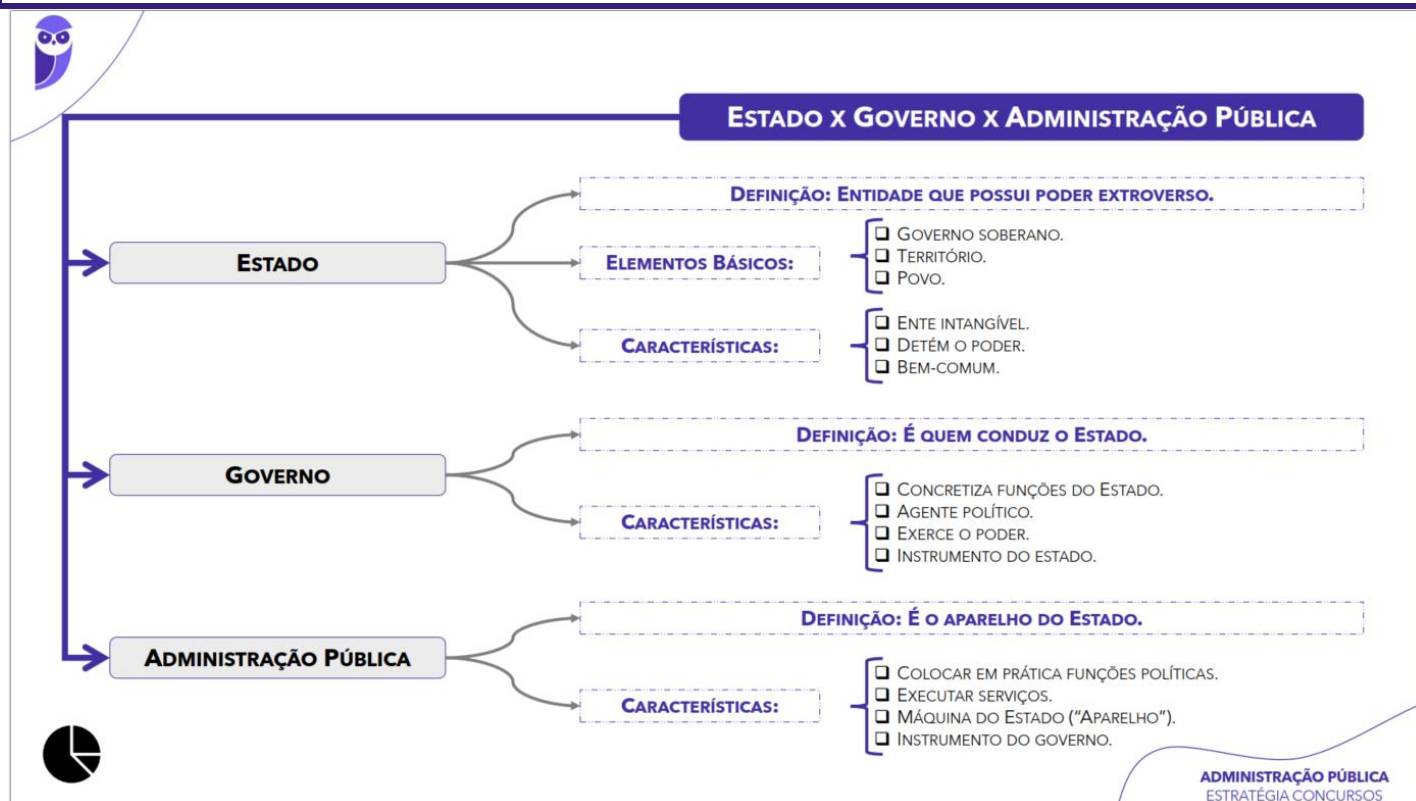 ESTADO X GOVERNO X ADMINISTRAÇÃO PÚBLICA
ESTADO
DEFINIÇÃO: ENTIDADE QUE POSSUI PODER EXTROVERSO.
ELEMENTOS BÁSICOS:
GOVERNO SOBERANO.
TERRITÓRIO.
POVO.
CARACTERÍSTICAS:
ENTE INTANGÍVEL.
DETÉM O PODER.
BEM-COMUM.
GOVERNO
DEFINIÇÃO: É QUEM CONDUZ O ESTADO.
CARACTERÍSTICAS:
CONCRETIZA FUNÇÕES DO ESTADO.
AGENTE POLÍTICO.
EXERCE O PODER.
INSTRUMENTO DO ESTADO.
ADMINISTRAÇÃO PÚBLICA
DEFINIÇÃO: É O APARELHO DO ESTADO.
CARACTERÍSTICAS:
COLOCAR EM PRÁTICA FUNÇÕES POLÍTICAS.
EXECUTAR SERVIÇOS.
MÁQUINA DO ESTADO ("APARELHO").
INSTRUMENTO DO GOVERNO.
ADMINISTRAÇÃO PÚBLICA
ESTRATÉGIA CONCURSOS